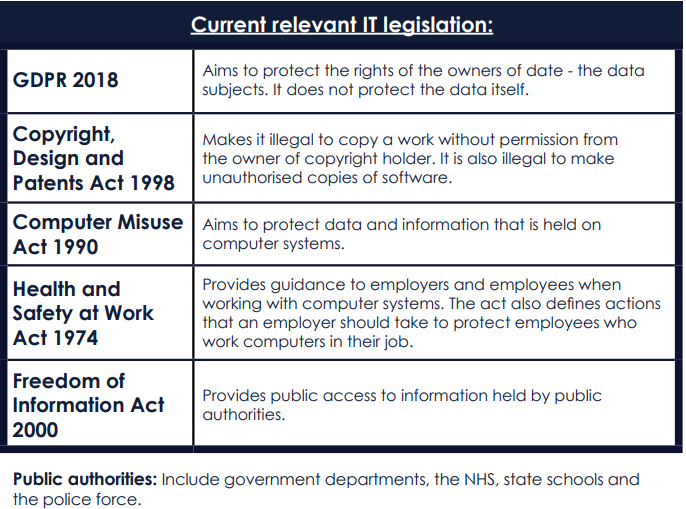 Current relevant IT legislation:
GDPR 2018
Aims to protect the rights of the owners of date - the data
subjects. It does not protect the data itself.
Copyright,
Design and
Patents Act 1998
Makes it illegal to copy a work without permission from
the owner of copyright holder. It is also illegal to make
unauthorised copies of software.
Computer Misuse
Act 1990
Aims to protect data and information that is held on
computer systems.
Health and
Safety at Work
Act 1974
Provides guidance to employers and employees when
working with computer systems. The act also defines actions
that an employer should take to protect employees who
work computers in their job.
Freedom of
Information Act
2000
Provides public access to information held by public
authorities.
Public authorities: Include government departments, the NHS, state schools and
the police force.